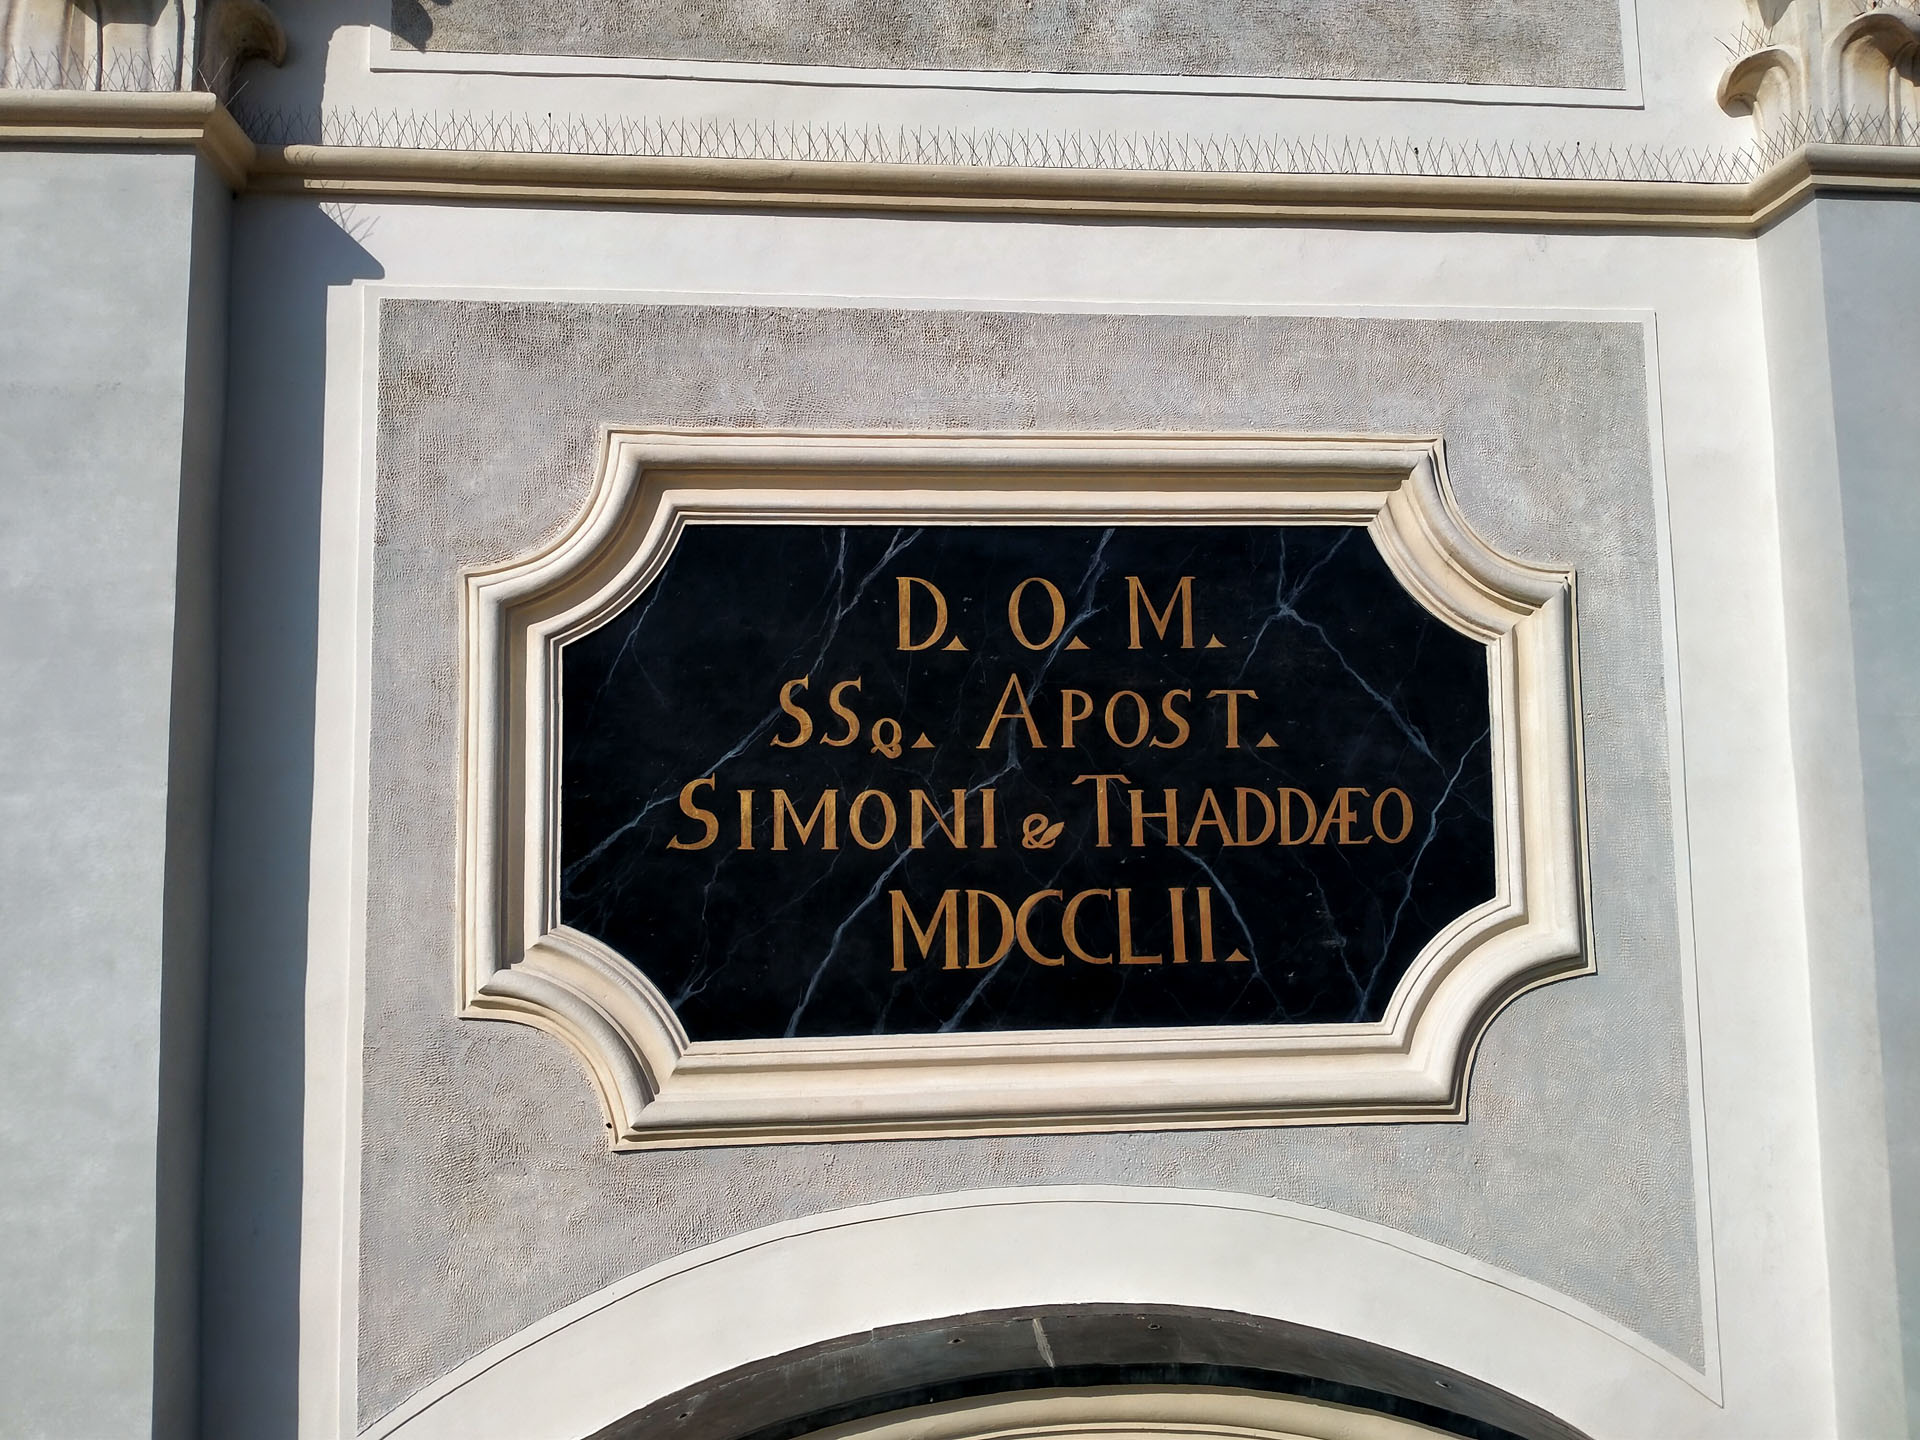 D. O. M.
SSQ. APOST.
SIMONI & THADDÆO
MDCCLII.